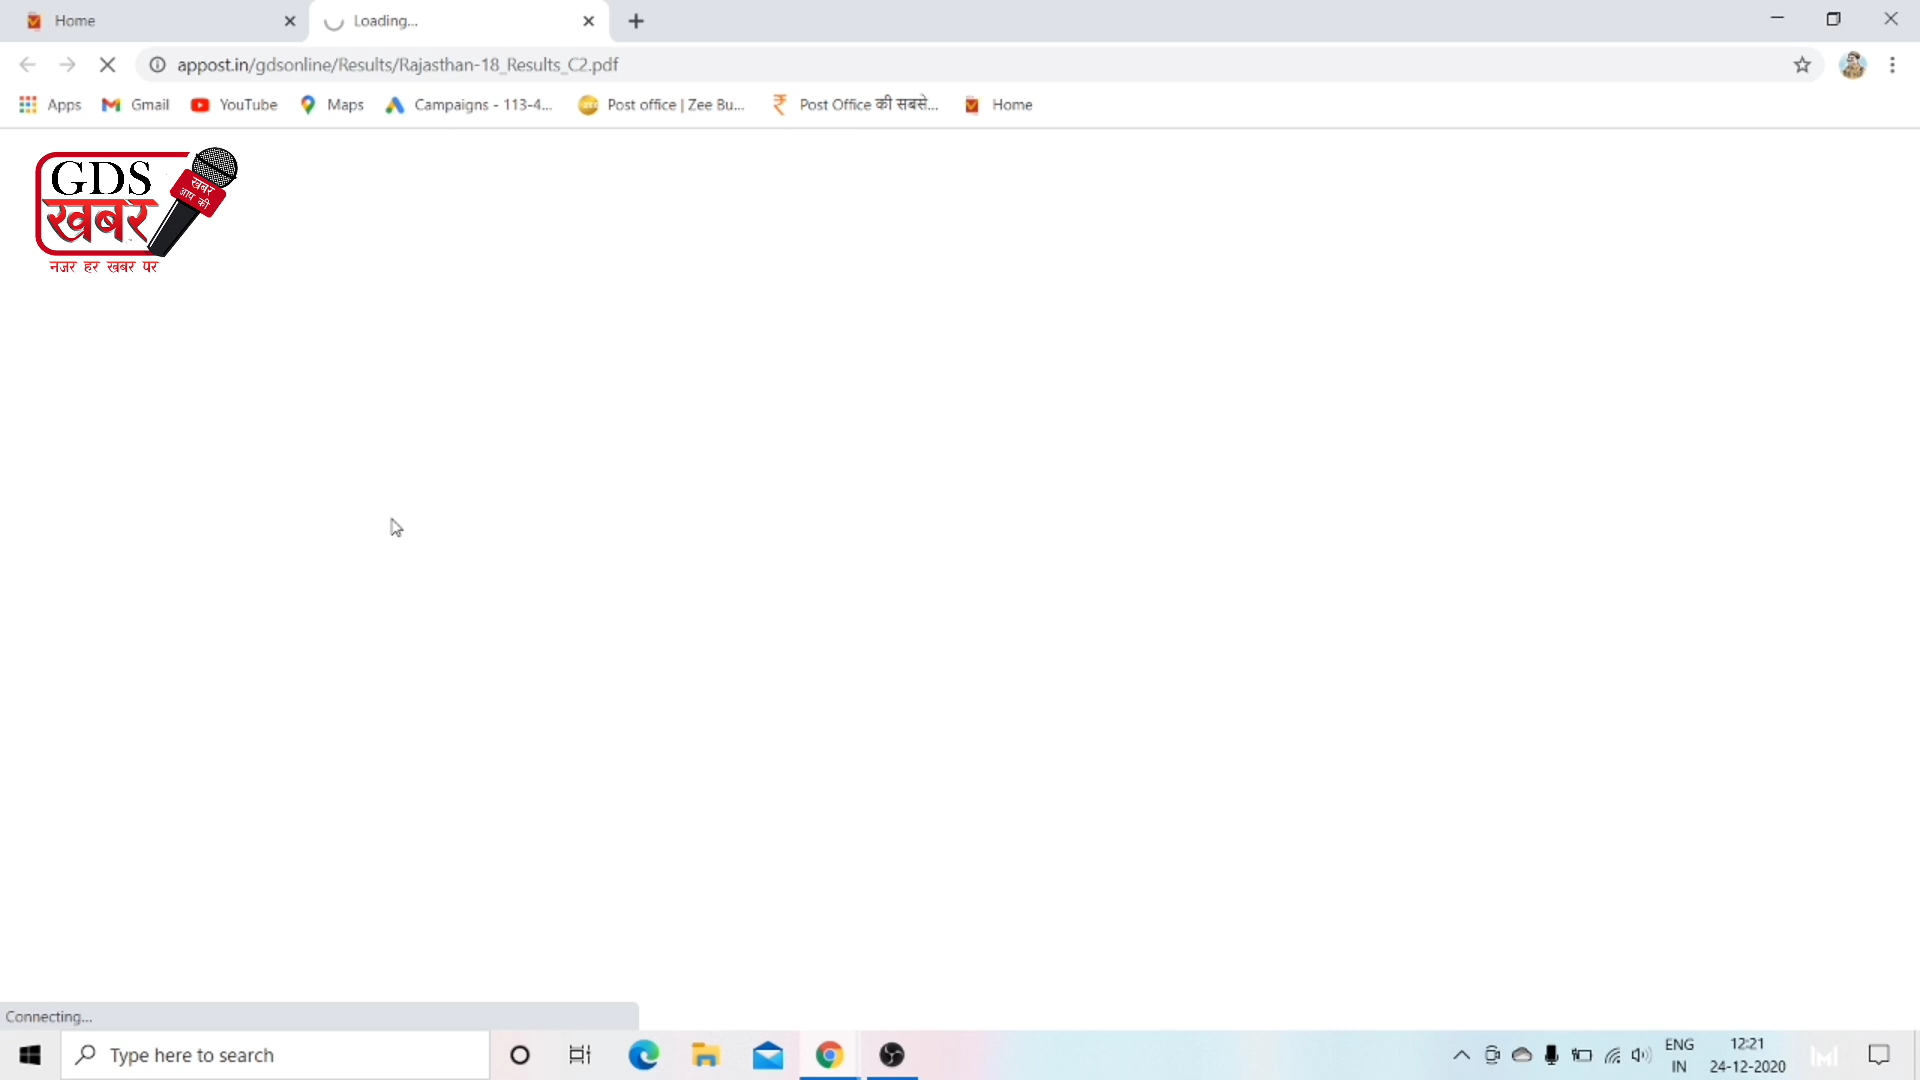 Home
Loading...
appost.in/gdsonline/Results/Rajasthan-18_Results_C2.pdf
Apps
Gmail
YouTube
Maps
Campaigns - 113-4...
Post office | Zee Bu...
Post Office की सबसे...
Home
GDS
खबर
खबर
आप की
नजर हर खबर पर
Connecting...
Type here to search
ENG
IN
12:21
24-12-2020